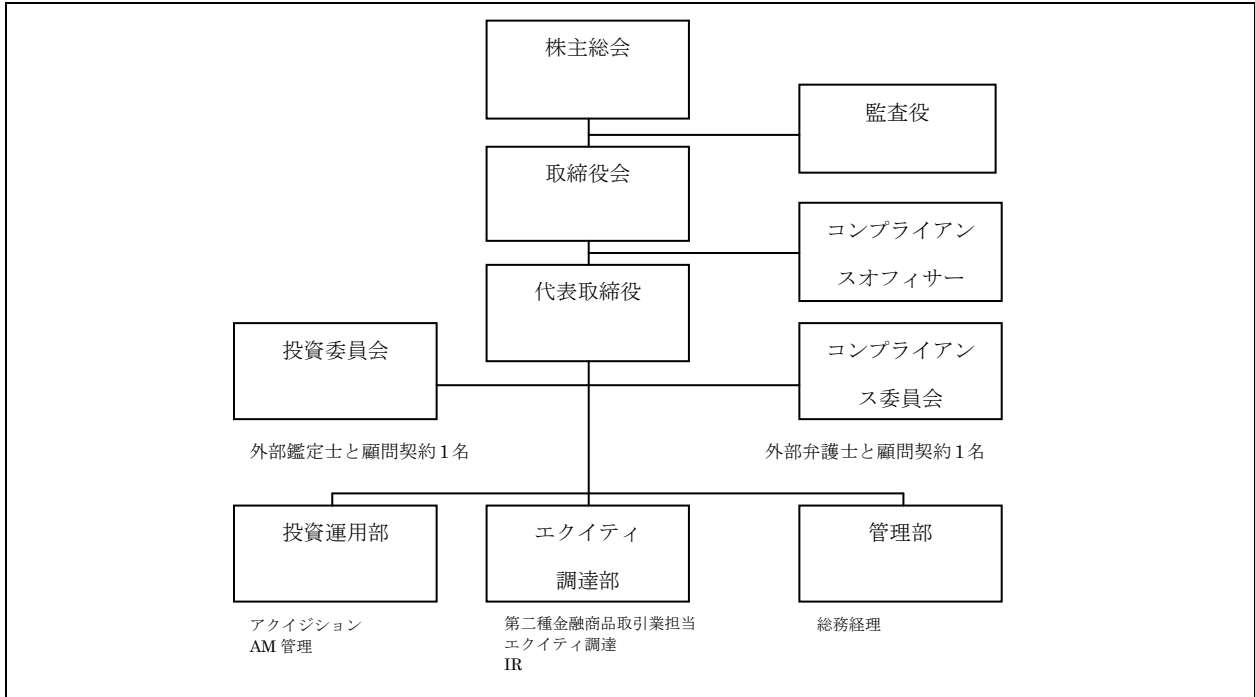 株主総会
監査役
取締役会
コンプライアン
スオフィサー
代表取締役
投資委員会
コンプライアン
ス委員会
外部鑑定士と顧問契約1名
外部弁護士と顧問契約1名
投資運用部
エクイティ
調達部
管理部
アクイジション
AM 管理
第二種金融商品取引業担当
エクイティ調達
IR
総務経理